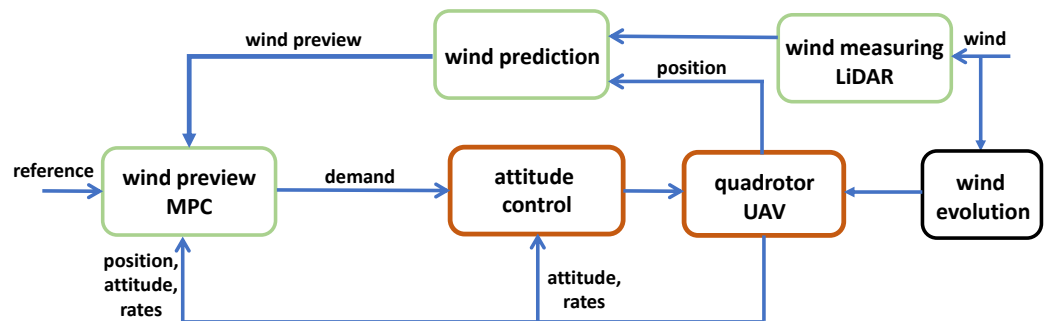 wind preview
wind prediction
position
wind measuring
LiDAR
wind
reference
wind preview
MPC
demand
attitude
control
quadrotor
UAV
wind
evolution
position,
attitude,
rates
attitude,
rates